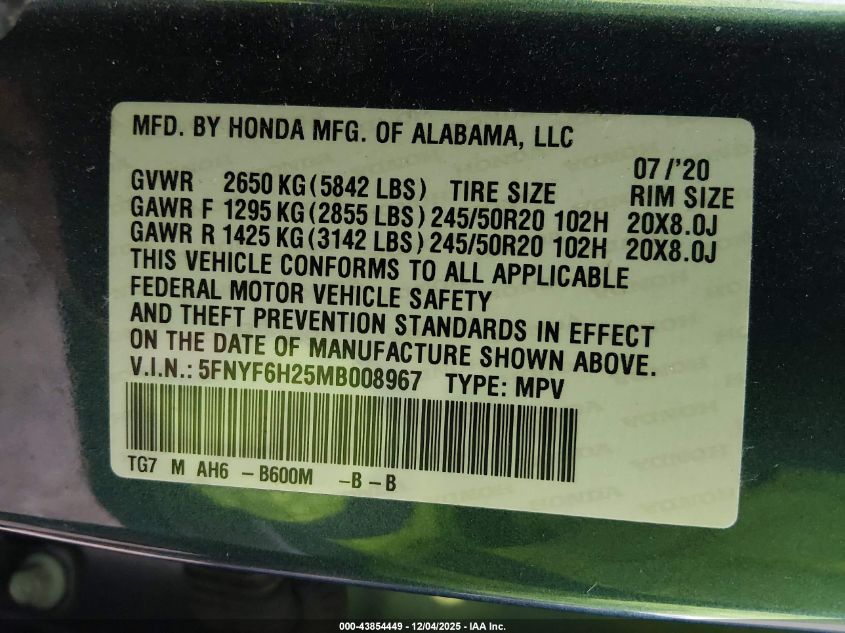 MFD. BY HONDA MFG. OF ALABAMA, LLC
07/'20
GVWR 2650 KG (5842 LBS) TIRE SIZE RIM SIZE
GAWR F 1295 KG (2855 LBS) 245/50R20 102H 20X8.0J
GAWR R 1425 KG (3142 LBS) 245/50R20 102H 20X8.0J
THIS VEHICLE CONFORMS TO ALL APPLICABLE
FEDERAL MOTOR VEHICLE SAFETY
AND THEFT PREVENTION STANDARDS IN EFFECT
ON THE DATE OF MANUFACTURE SHOWN ABOVE.
V.I.N.: 5FNYF6H25MB008967 TYPE: MPV
TG7 M AH6 -B600M -B-B
000-43854449 - 12/04/2025 - IAA Inc.